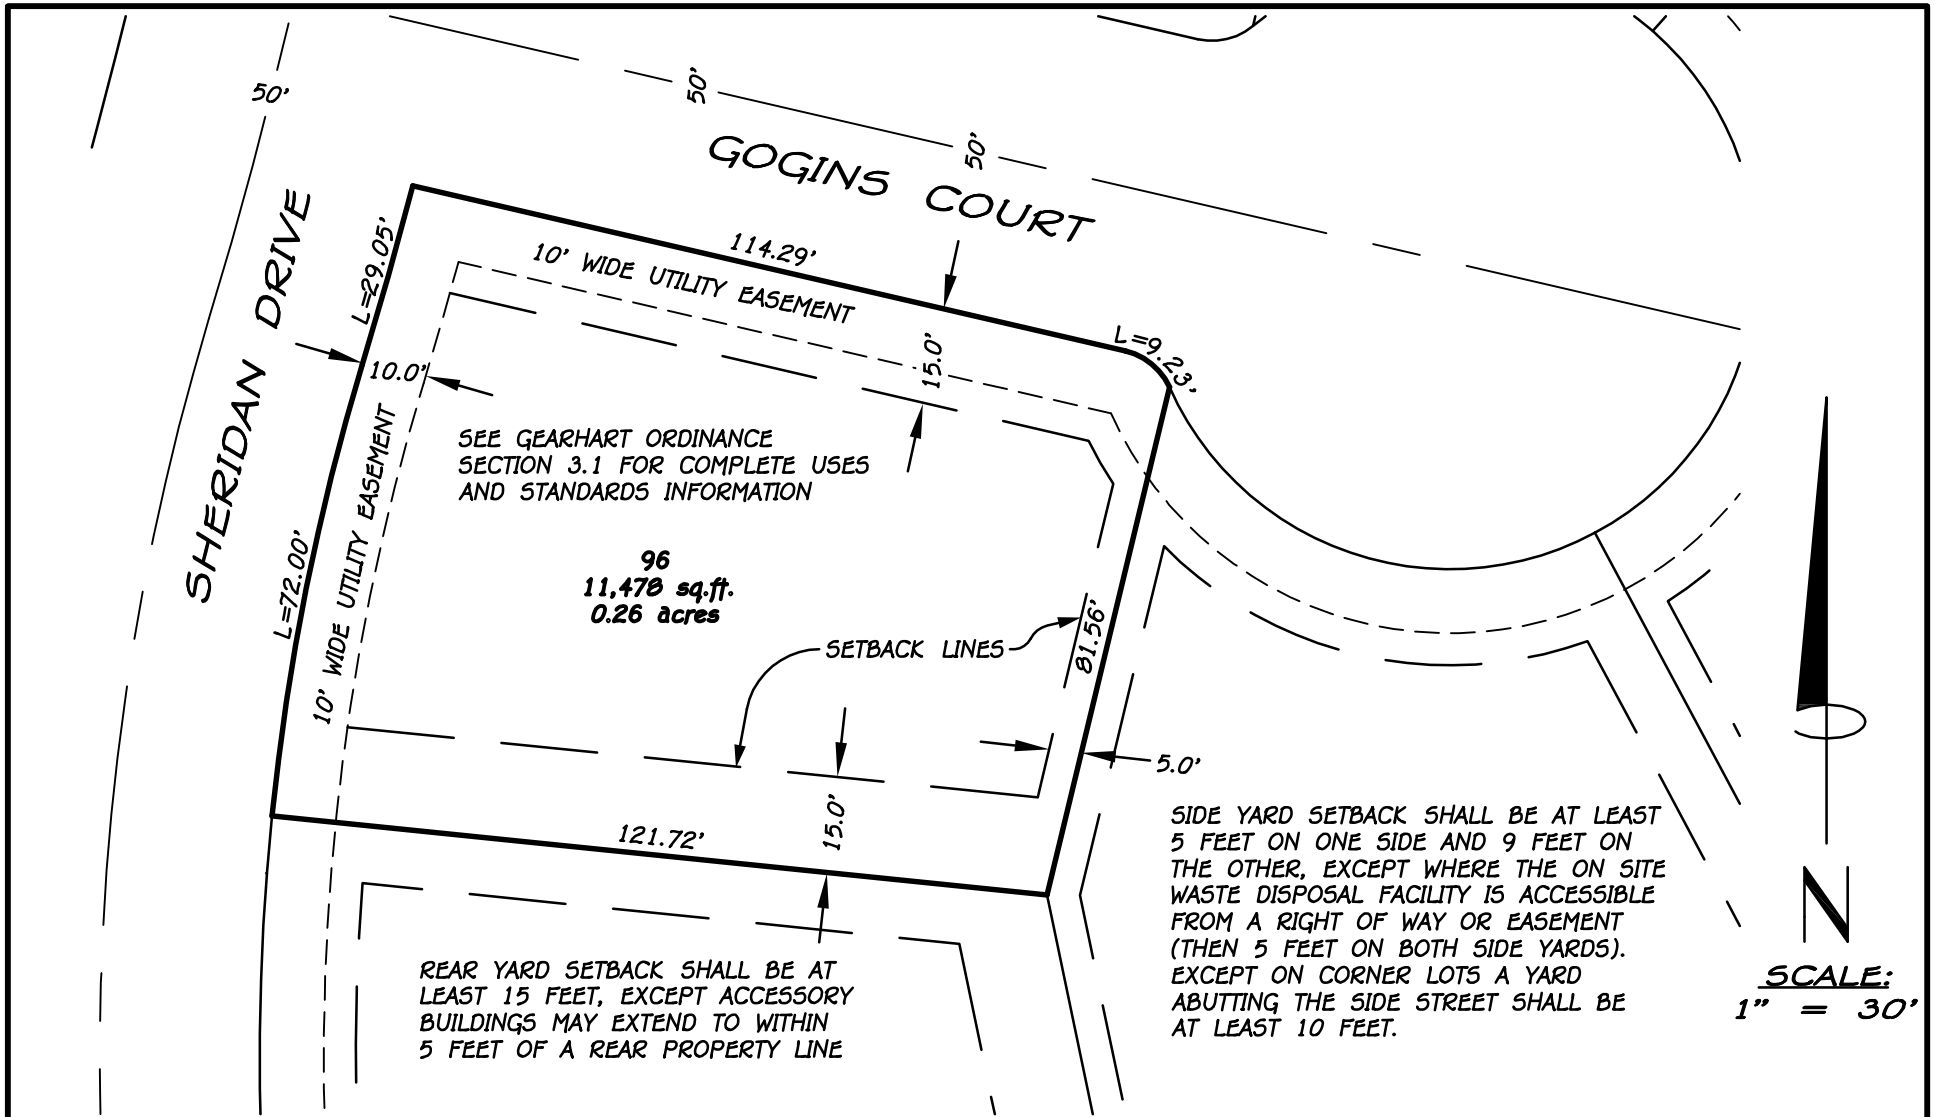 50'
50'
50'
GOGINS COURT
SHERIDAN DRIVE
L=29.05'
114.29'
10' WIDE UTILITY EASEMENT
L=9.23'
15.0'
10.0'
10' WIDE UTILITY EASEMENT
SEE GEARHART ORDINANCE
SECTION 3.1 FOR COMPLETE USES
AND STANDARDS INFORMATION
L=72.00'
96
11,478 sq.ft.
0.26 acres
SETBACK LINES
81.56'
5.0'
15.0'
121.72'
SIDE YARD SETBACK SHALL BE AT LEAST
5 FEET ON ONE SIDE AND 9 FEET ON
THE OTHER, EXCEPT WHERE THE ON SITE
WASTE DISPOSAL FACILITY IS ACCESSIBLE
FROM A RIGHT OF WAY OR EASEMENT
(THEN 5 FEET ON BOTH SIDE YARDS).
EXCEPT ON CORNER LOTS A YARD
ABUTTING THE SIDE STREET SHALL BE
AT LEAST 10 FEET.
REAR YARD SETBACK SHALL BE AT
LEAST 15 FEET, EXCEPT ACCESSORY
BUILDINGS MAY EXTEND TO WITHIN
5 FEET OF A REAR PROPERTY LINE
N
SCALE:
1" = 30'